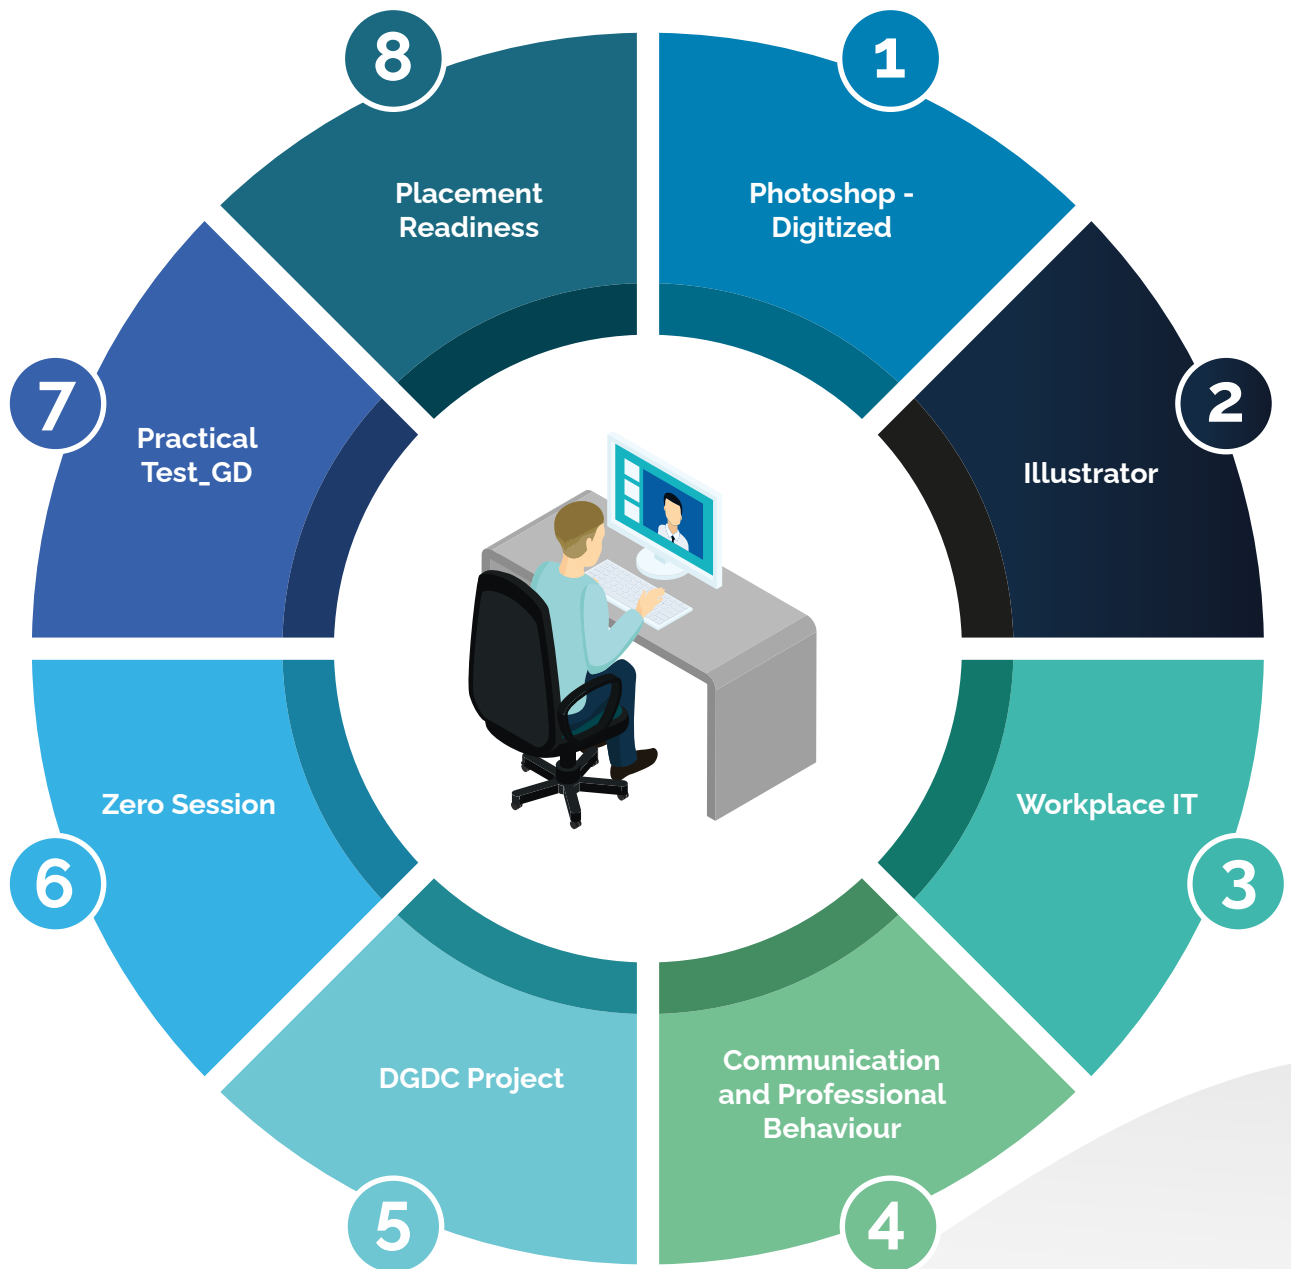 1
Photoshop -
Digitized
2
Illustrator
3
Workplace IT
4
Communication
and Professional
Behaviour
5
DGDC Project
6
Zero Session
7
Practical
Test_GD
8
Placement
Readiness